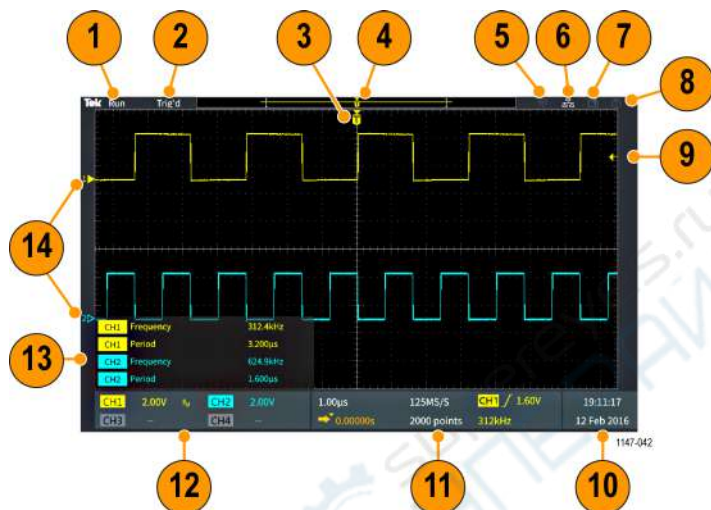 1 2 3 4 5 6 7 8
Tek Run Trig'd
9
14
13
CH1 Frequency 312.4kHz
CH1 Period 3.200µs
CH2 Frequency 624.9kHz
CH2 Period 1.600µs
CH1 2.00V CH2 2.00V
CH3 -- CH4 --
1.00µs 125MS/S CH1 1.60V
0.00000s 2000 points 312kHz
19:11:17
12 Feb 2016
1147-042
12 11 10